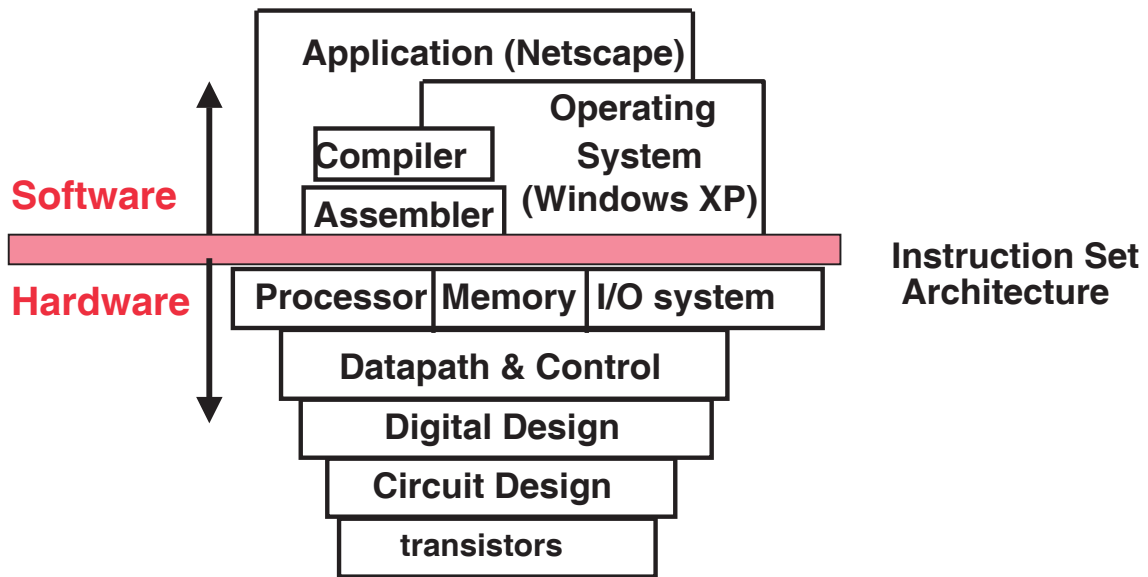 Application (Netscape)
Operating
System
(Windows XP)
Compiler
Assembler
Software
Hardware
Instruction Set
Architecture
Processor
Memory
I/O system
Datapath & Control
Digital Design
Circuit Design
transistors